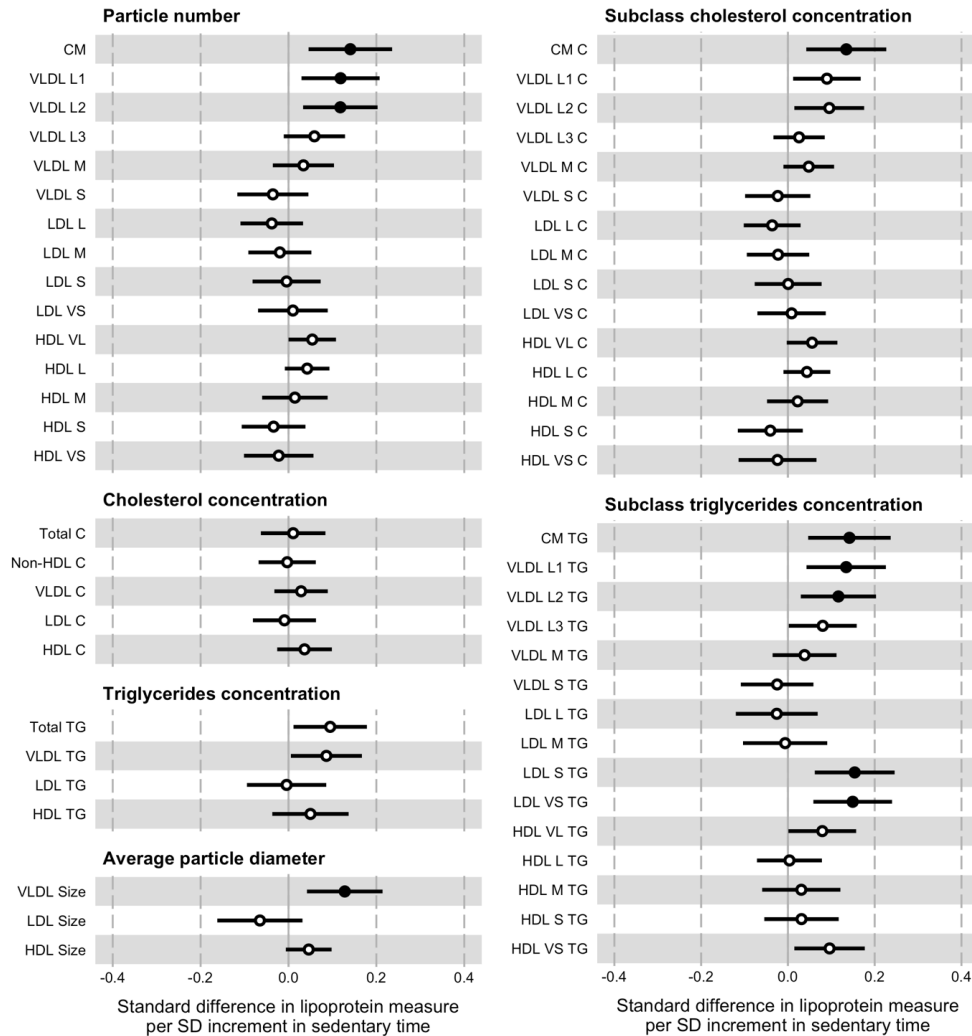 Particle number
CM
VLDL L1
VLDL L2
VLDL L3
VLDL M
VLDL S
LDL L
LDL M
LDL S
LDL VS
HDL VL
HDL L
HDL M
HDL S
HDL VS
Cholesterol concentration
Total C
Non-HDL C
VLDL C
LDL C
HDL C
Triglycerides concentration
Total TG
VLDL TG
LDL TG
HDL TG
Average particle diameter
VLDL Size
LDL Size
HDL Size
-0.4 -0.2 0.0 0.2 0.4
Standard difference in lipoprotein measure
per SD increment in sedentary time
Subclass cholesterol concentration
CM C
VLDL L1 C
VLDL L2 C
VLDL L3 C
VLDL M C
VLDL S C
LDL L C
LDL M C
LDL S C
LDL VS C
HDL VL C
HDL L C
HDL M C
HDL S C
HDL VS C
Subclass triglycerides concentration
CM TG
VLDL L1 TG
VLDL L2 TG
VLDL L3 TG
VLDL M TG
VLDL S TG
LDL L TG
LDL M TG
LDL S TG
LDL VS TG
HDL VL TG
HDL L TG
HDL M TG
HDL S TG
HDL VS TG
-0.4 -0.2 0.0 0.2 0.4
Standard difference in lipoprotein measure
per SD increment in sedentary time